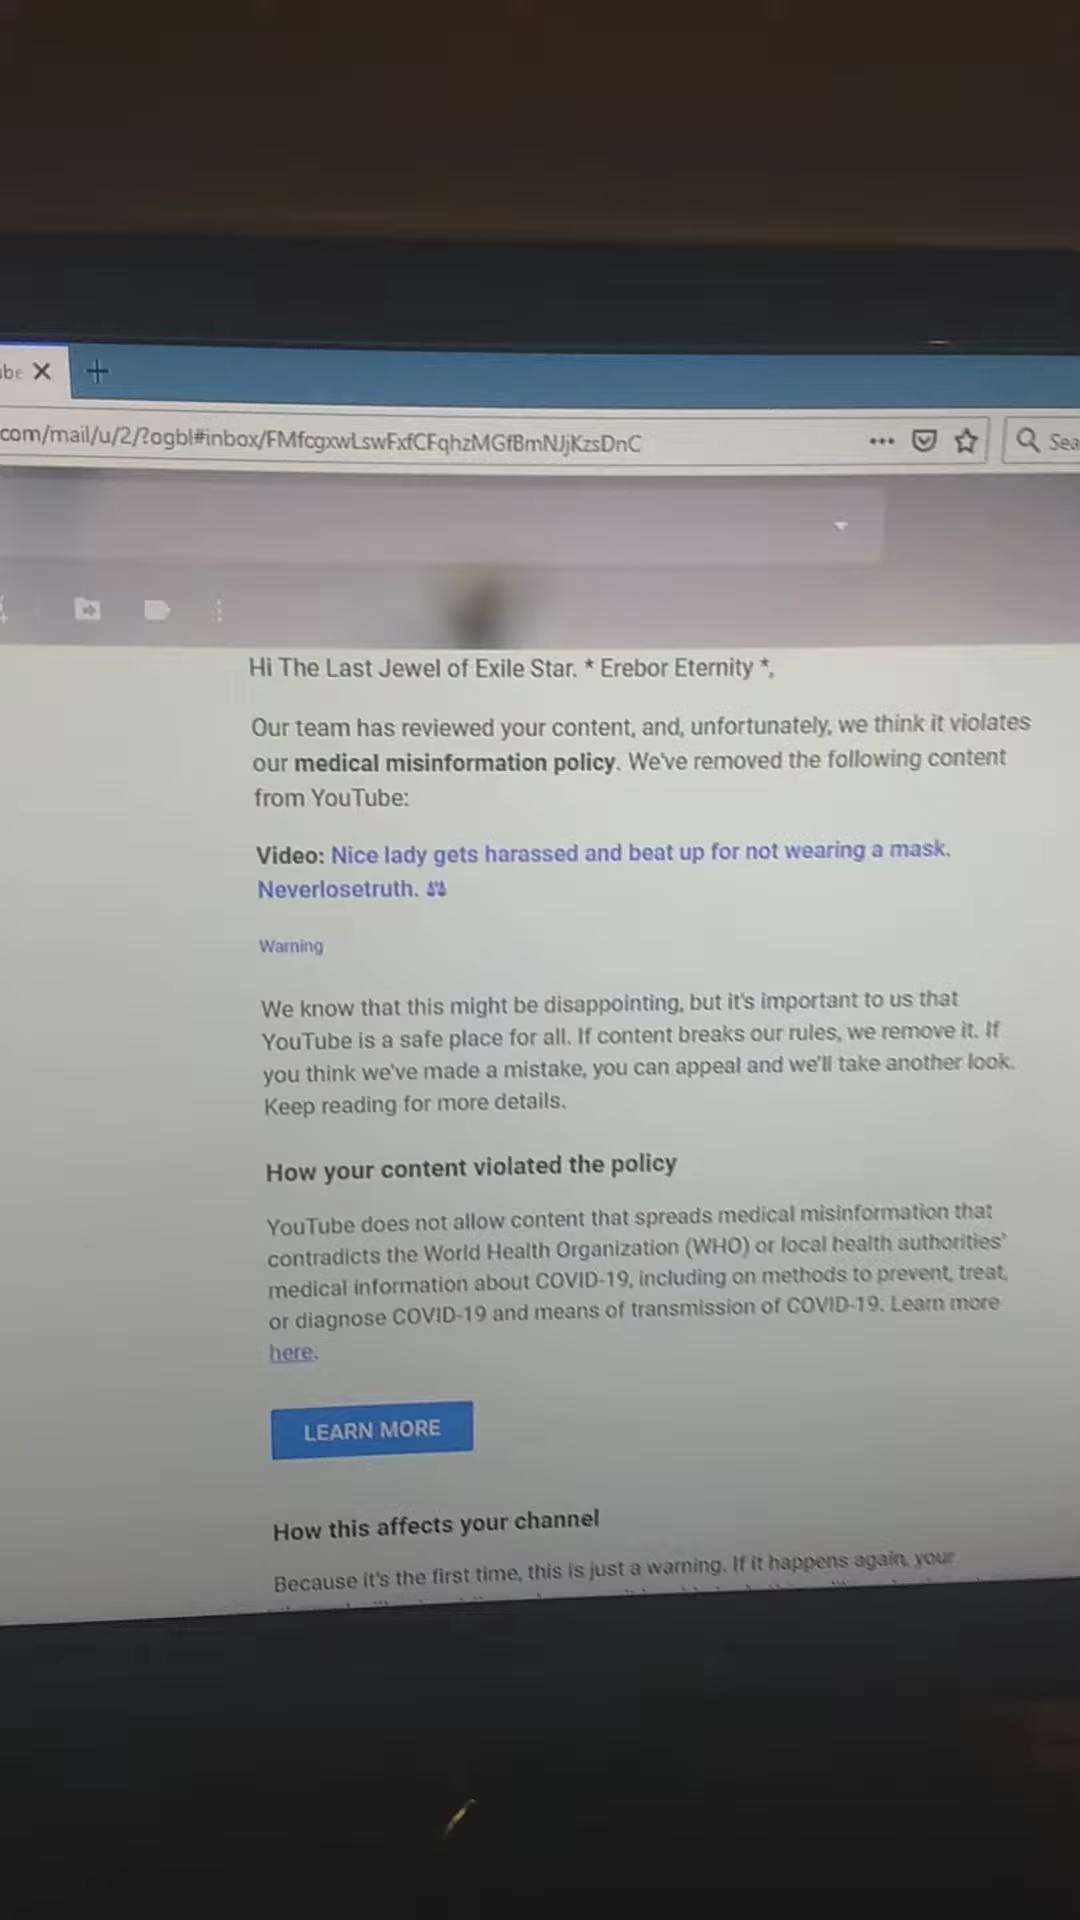 be
com/mail/u/2/?ogbl#inbox/FMfcgxwLswFxfCFqhzMGfBmNJjKzsDnC
Sea
Hi The Last Jewel of Exile Star. * Erebor Eternity *,
Our team has reviewed your content, and, unfortunately, we think it violates
our medical misinformation policy. We've removed the following content
from YouTube:
Video: Nice lady gets harassed and beat up for not wearing a mask.
Neverlosetruth.
Warning
We know that this might be disappointing, but it's important to us that
YouTube is a safe place for all. If content breaks our rules, we remove it. If
you think we've made a mistake, you can appeal and we'll take another look.
Keep reading for more details.
How your content violated the policy
YouTube does not allow content that spreads medical misinformation that
contradicts the World Health Organization (WHO) or local health authorities'
medical information about COVID-19, including on methods to prevent, treat,
or diagnose COVID-19 and means of transmission of COVID-19. Learn more
here.
LEARN MORE
How this affects your channel
Because it's the first time, this is just a warning. If it happens again, your